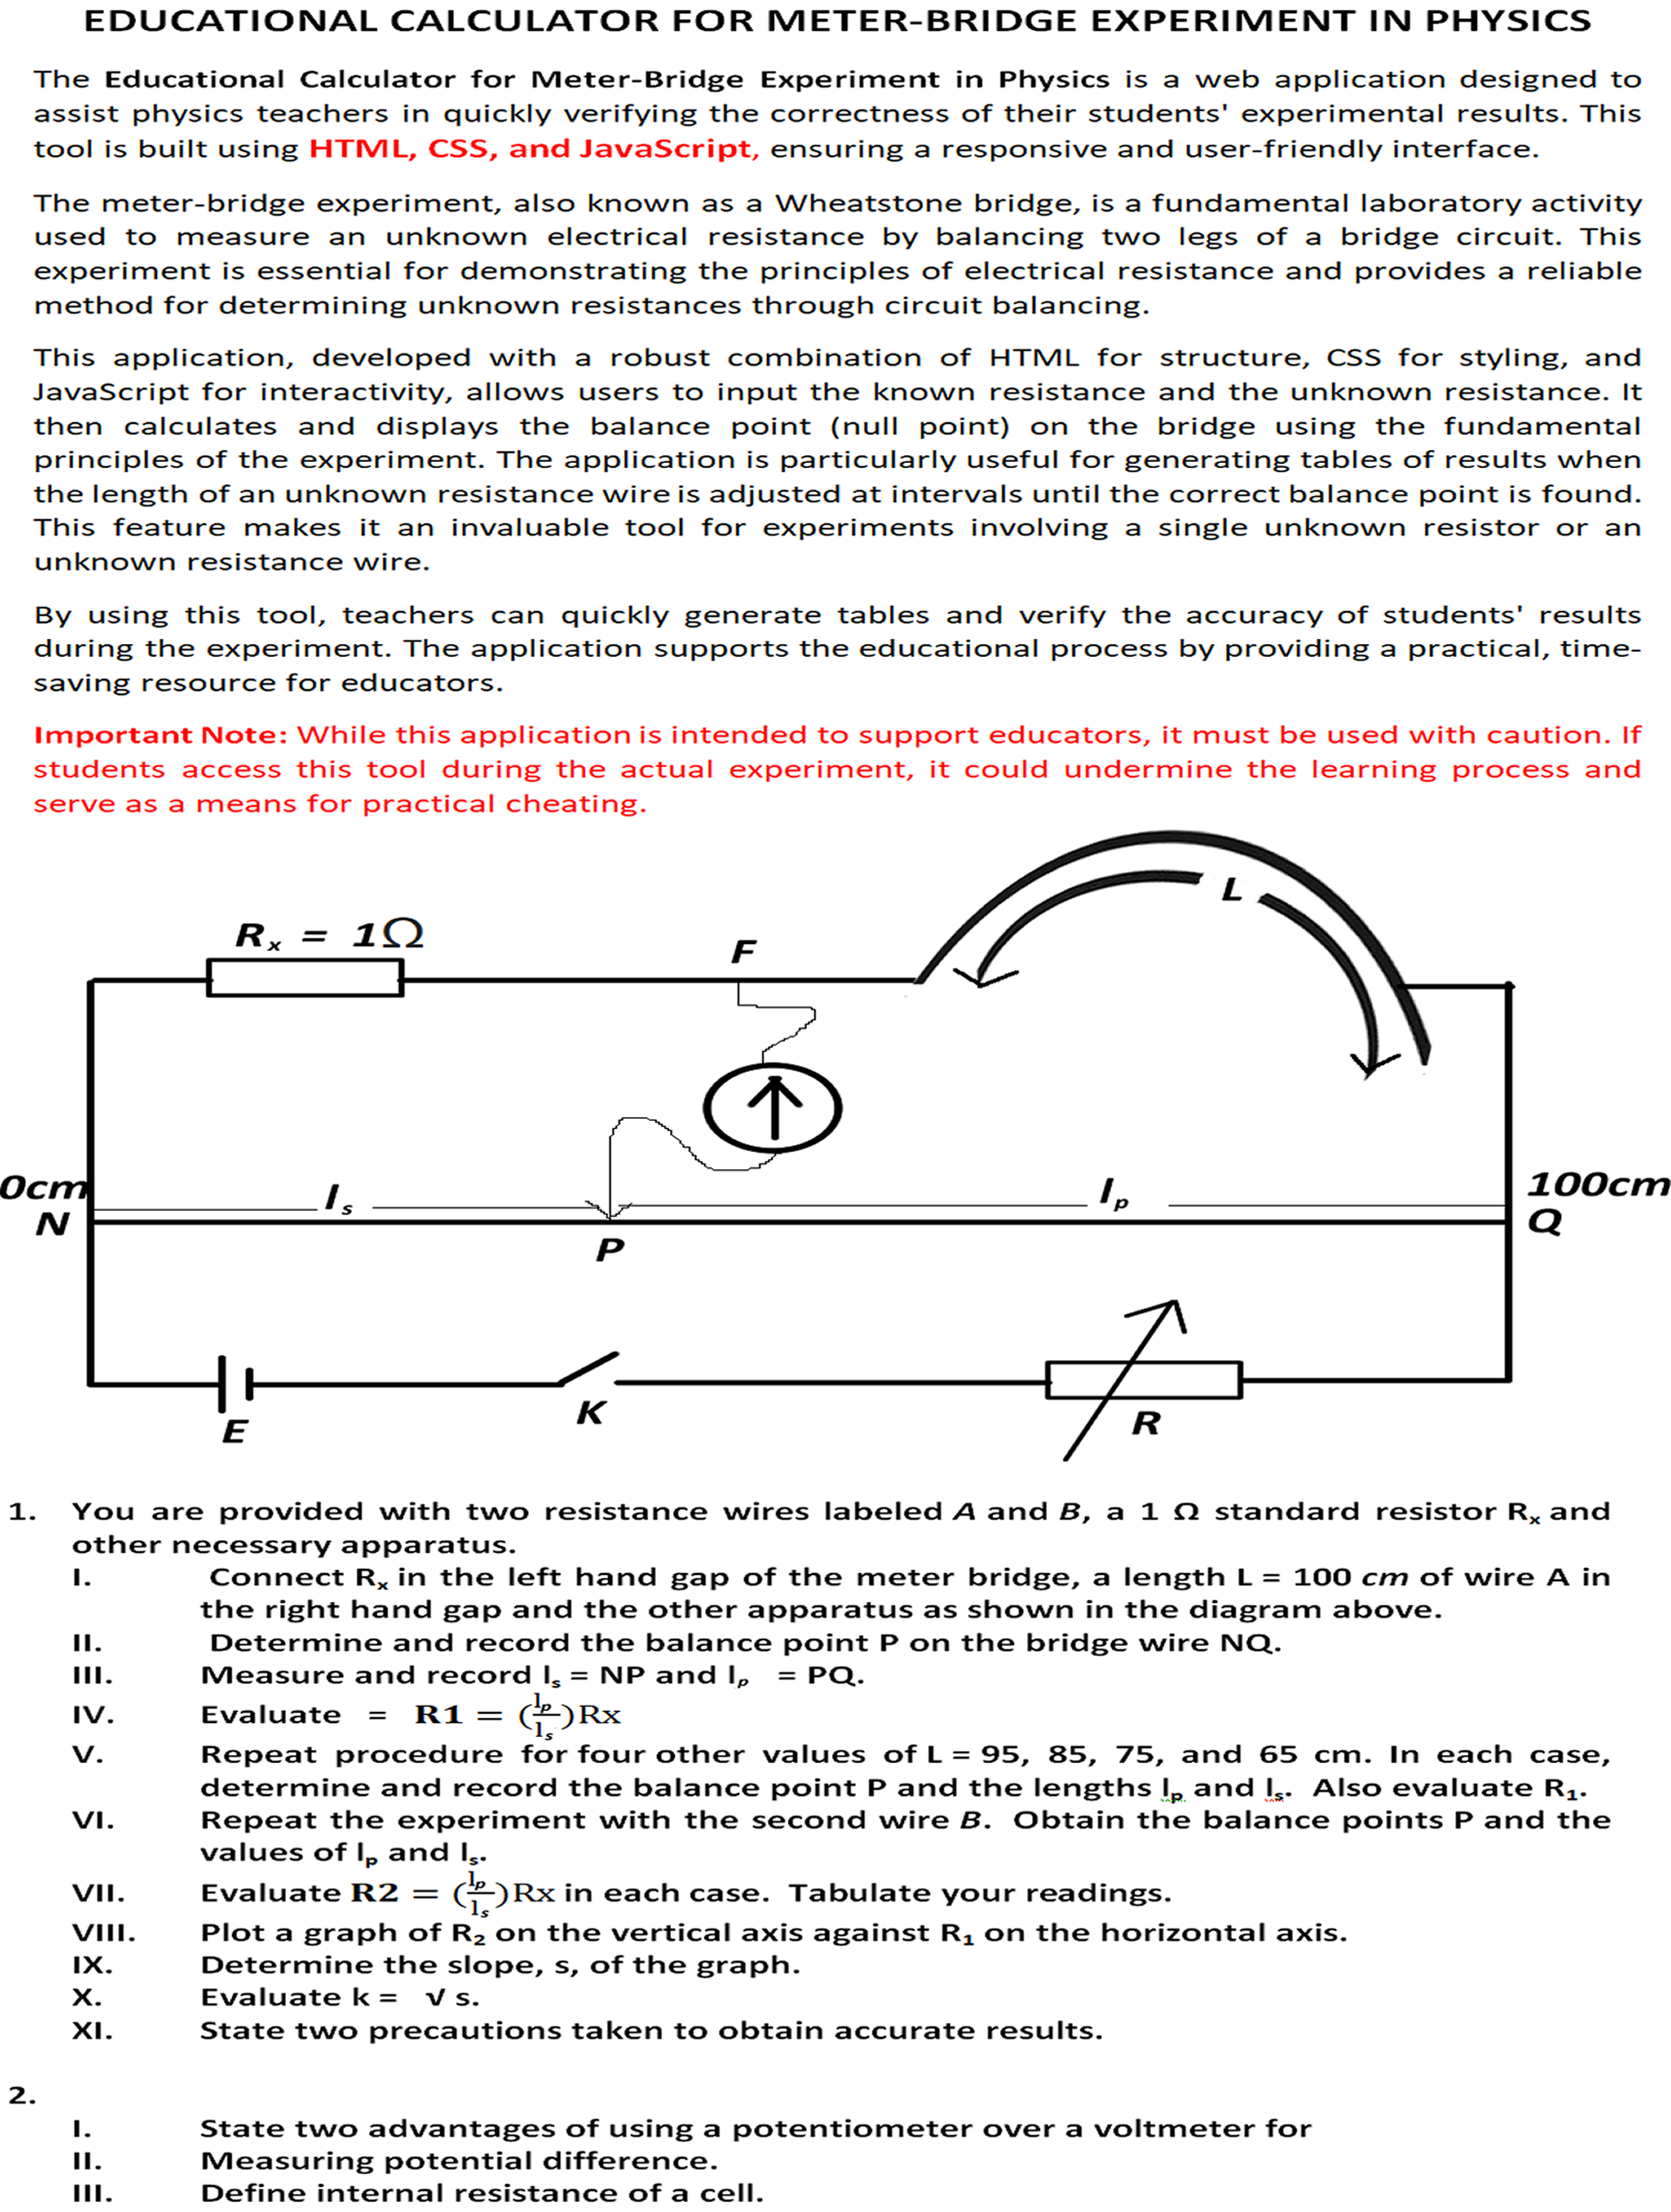 EDUCATIONAL CALCULATOR FOR METER-BRIDGE EXPERIMENT IN PHYSICS
The Educational Calculator for Meter-Bridge Experiment in Physics is a web application designed to
assist physics teachers in quickly verifying the correctness of their students' experimental results. This
tool is built using HTML, CSS, and JavaScript, ensuring a responsive and user-friendly interface.
The meter-bridge experiment, also known as a Wheatstone bridge, is a fundamental laboratory activity
used to measure an unknown electrical resistance by balancing two legs of a bridge circuit. This
experiment is essential for demonstrating the principles of electrical resistance and provides a reliable
method for determining unknown resistances through circuit balancing.
This application, developed with a robust combination of HTML for structure, CSS for styling, and
JavaScript for interactivity, allows users to input the known resistance and the unknown resistance. It
then calculates and displays the balance point (null point) on the bridge using the fundamental
principles of the experiment. The application is particularly useful for generating tables of results when
the length of an unknown resistance wire is adjusted at intervals until the correct balance point is found.
This feature makes it an invaluable tool for experiments involving a single unknown resistor or an
unknown resistance wire.
By using this tool, teachers can quickly generate tables and verify the accuracy of students' results
during the experiment. The application supports the educational process by providing a practical, time-
saving resource for educators.
Important Note: While this application is intended to support educators, it must be used with caution. If
students access this tool during the actual experiment, it could undermine the learning process and
serve as a means for practical cheating.
L
Rₓ = 1Ω
F
0cm
lₛ
lₚ
100cm
N
Q
P
K
R
E
1. You are provided with two resistance wires labeled A and B, a 1 Ω standard resistor Rₓ and
other necessary apparatus.
I. Connect Rₓ in the left hand gap of the meter bridge, a length L = 100 cm of wire A in
the right hand gap and the other apparatus as shown in the diagram above.
II. Determine and record the balance point P on the bridge wire NQ.
III. Measure and record lₛ = NP and lₚ = PQ.
IV. Evaluate = R1 = (lₚ/lₛ)Rx
V. Repeat procedure for four other values of L = 95, 85, 75, and 65 cm. In each case,
determine and record the balance point P and the lengths lₚ and lₛ. Also evaluate R₁.
VI. Repeat the experiment with the second wire B. Obtain the balance points P and the
values of lₚ and lₛ.
VII. Evaluate R2 = (lₚ/lₛ)Rx in each case. Tabulate your readings.
VIII. Plot a graph of R₂ on the vertical axis against R₁ on the horizontal axis.
IX. Determine the slope, s, of the graph.
X. Evaluate k = √ s.
XI. State two precautions taken to obtain accurate results.
2.
I. State two advantages of using a potentiometer over a voltmeter for
II. Measuring potential difference.
III. Define internal resistance of a cell.